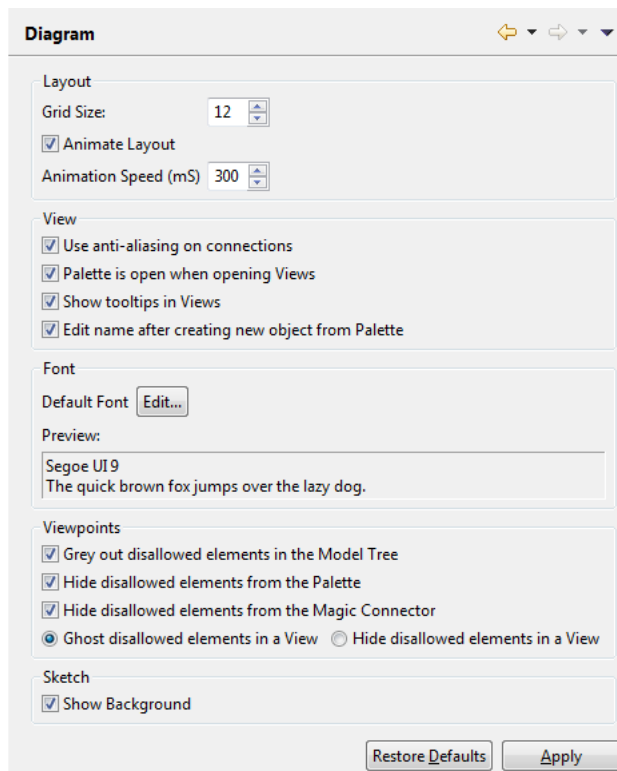 Diagram
Layout
Grid Size: 12
Animate Layout
Animation Speed (mS) 300
View
Use anti-aliasing on connections
Palette is open when opening Views
Show tooltips in Views
Edit name after creating new object from Palette
Font
Default Font Edit...
Preview:
Segoe UI 9
The quick brown fox jumps over the lazy dog.
Viewpoints
Grey out disallowed elements in the Model Tree
Hide disallowed elements from the Palette
Hide disallowed elements from the Magic Connector
Ghost disallowed elements in a View Hide disallowed elements in a View
Sketch
Show Background
Restore Defaults Apply